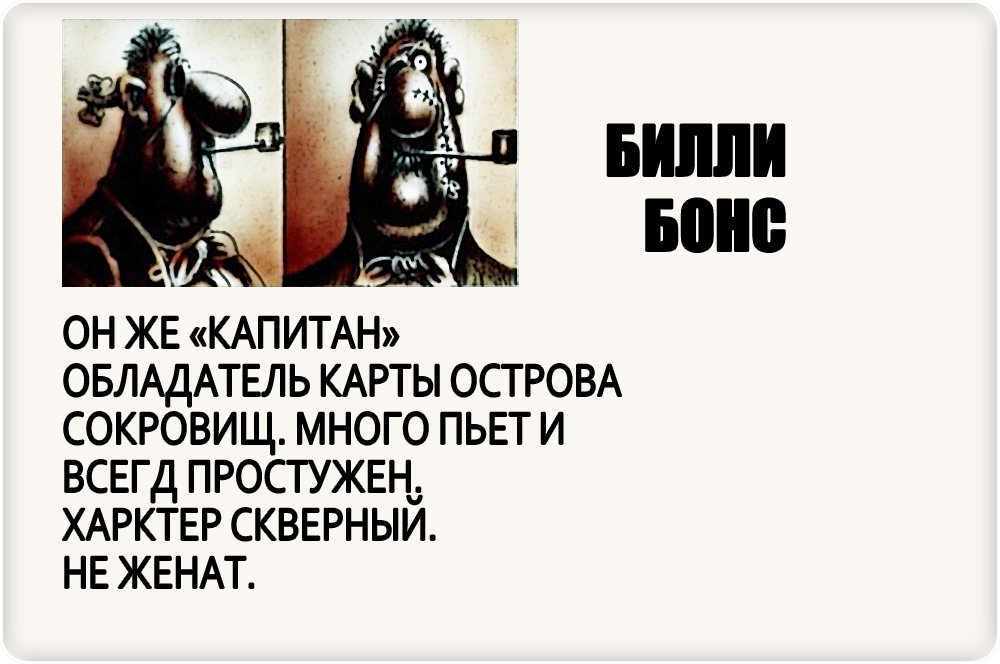 БИЛЛИ
БОНС
ОН ЖЕ «КАПИТАН»
ОБЛАДАТЕЛЬ КАРТЫ ОСТРОВА
СОКРОВИЩ. МНОГО ПЬЕТ И
ВСЕГД ПРОСТУЖЕН.
ХАРКТЕР СКВЕРНЫЙ.
НЕ ЖЕНАТ.